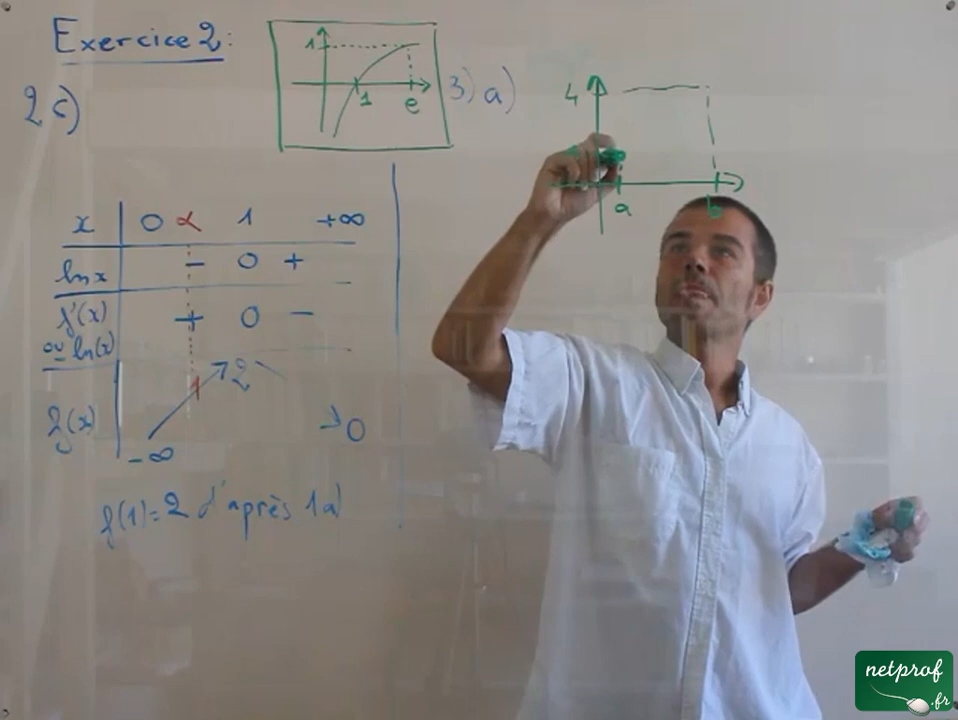 Exercice 2:
2 c)
1
1
e
3) a)
4
a
b
x 0 α 1 +∞
ln x - 0 + 
f'(x) + 0 -
ou ln(x)
2
-∞
0
f(1)=2 d'après 1a)
netprof
.fr